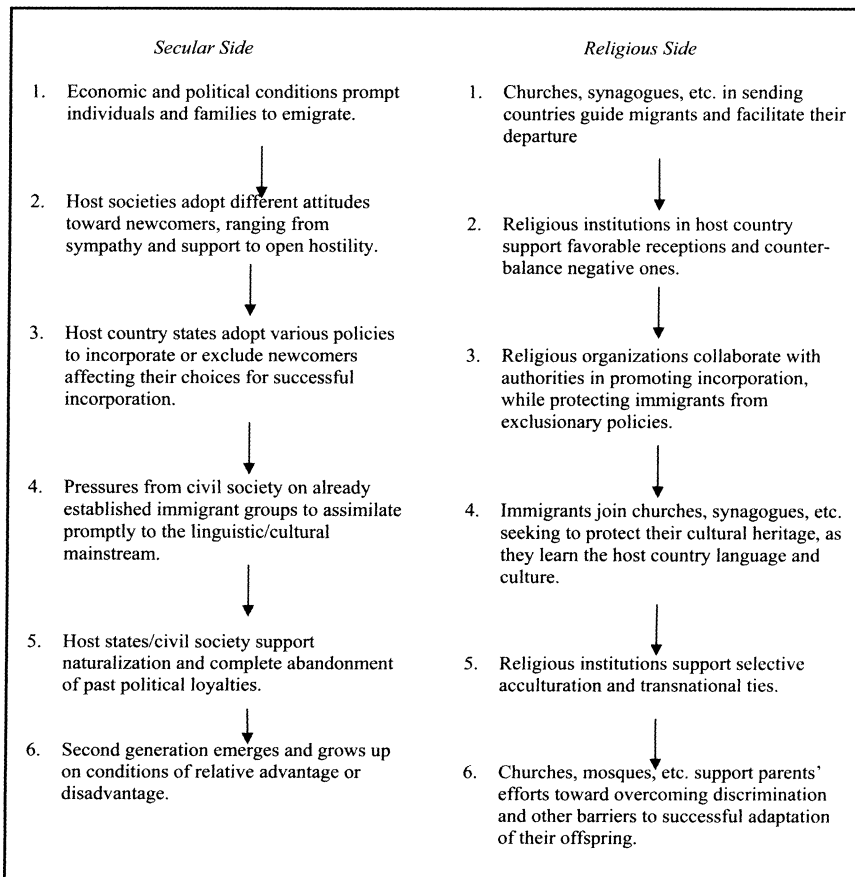 Secular Side
1. Economic and political conditions prompt
individuals and families to emigrate.
2. Host societies adopt different attitudes
toward newcomers, ranging from
sympathy and support to open hostility.
3. Host country states adopt various policies
to incorporate or exclude newcomers
affecting their choices for successful
incorporation.
4. Pressures from civil society on already
established immigrant groups to assimilate
promptly to the linguistic/cultural
mainstream.
5. Host states/civil society support
naturalization and complete abandonment
of past political loyalties.
6. Second generation emerges and grows up
on conditions of relative advantage or
disadvantage.
Religious Side
1. Churches, synagogues, etc. in sending
countries guide migrants and facilitate their
departure
2. Religious institutions in host country
support favorable receptions and counter-
balance negative ones.
3. Religious organizations collaborate with
authorities in promoting incorporation,
while protecting immigrants from
exclusionary policies.
4. Immigrants join churches, synagogues, etc.
seeking to protect their cultural heritage, as
they learn the host country language and
culture.
5. Religious institutions support selective
acculturation and transnational ties.
6. Churches, mosques, etc. support parents'
efforts toward overcoming discrimination
and other barriers to successful adaptation
of their offspring.